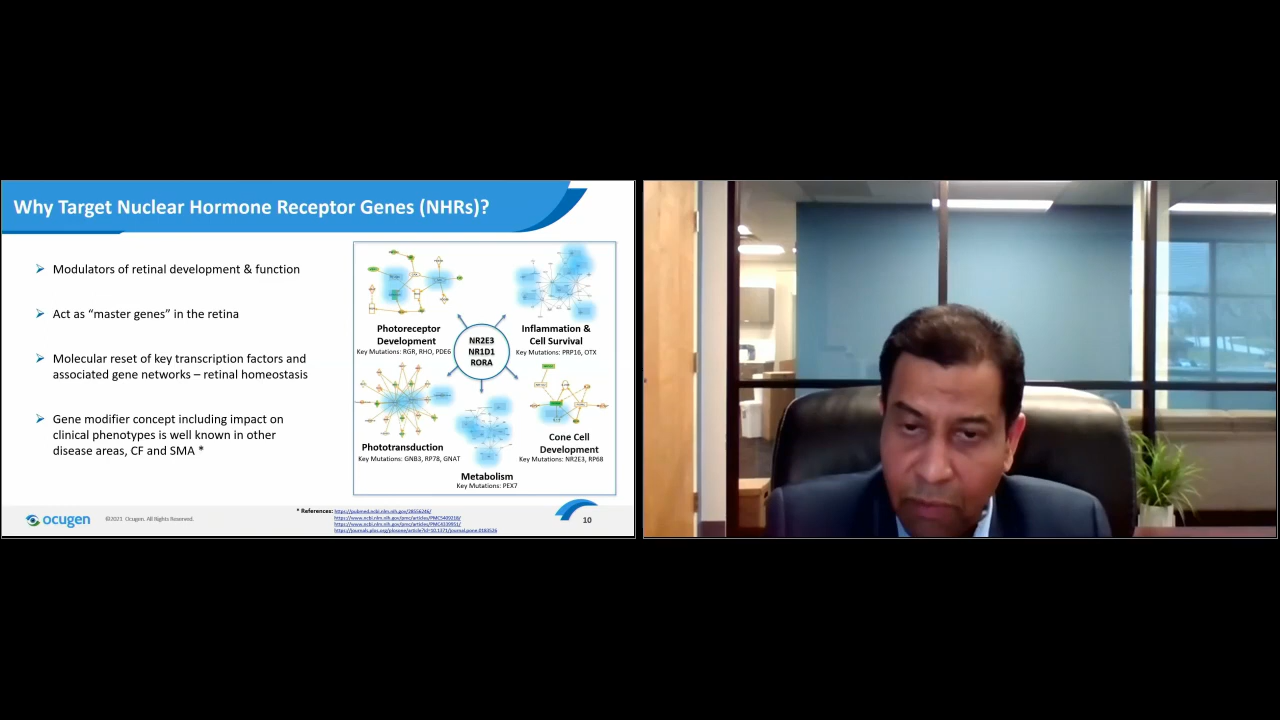 Why Target Nuclear Hormone Receptor Genes (NHRs)?
Modulators of retinal development & function
Act as “master genes” in the retina
Molecular reset of key transcription factors and
associated gene networks – retinal homeostasis
Gene modifier concept including impact on
clinical phenotypes is well known in other
disease areas, CF and SMA *
Photoreceptor
Development
Key Mutations: RGR, RHO, PDE6
Inflammation &
Cell Survival
Key Mutations: PRP16, OTX
NR2E3
NR1D1
RORA
Phototransduction
Key Mutations: GNB3, RP78, GNAT
Cone Cell
Development
Key Mutations: NR2E3, RP68
Metabolism
Key Mutations: PEX7
ocugen
©2021 Ocugen. All Rights Reserved.
* References:
10